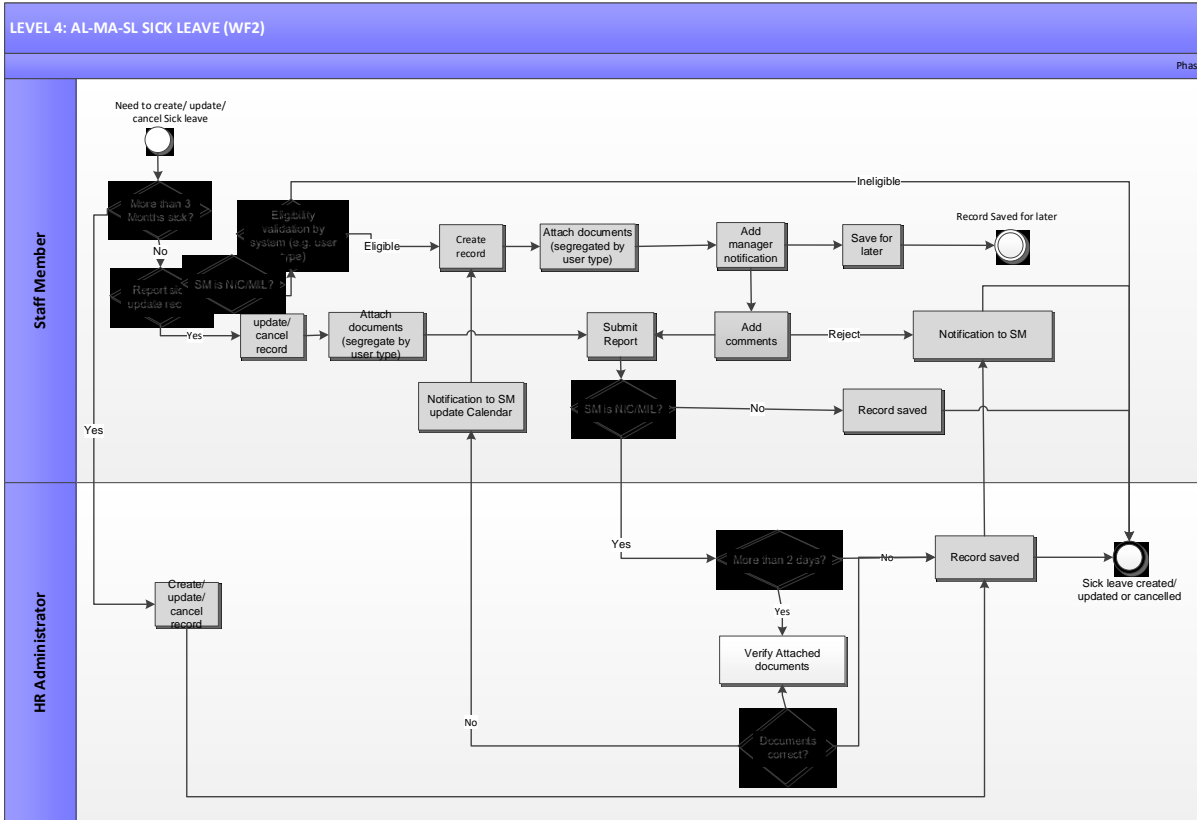 LEVEL 4: AL-MA-SL SICK LEAVE (WF2)
Phas
Staff Member
Need to create/ update/
cancel Sick leave
More than 3
Months sick?
No
Eligibility
validation by
system (e.g. user
type)
Eligible
Ineligible
Create
record
Attach documents
(segregated by
user type)
Add
manager
notification
Save for
later
Record Saved for later
Report
update
SM is NIC/MIL?
Yes
update/
cancel
record
Attach
documents
(segregate by
user type)
Submit
Report
Add
comments
Reject
Notification to SM
Notification to SM
update Calendar
SM is NIC/MIL?
No
Record saved
Yes
HR Administrator
Yes
More than 2 days?
No
Record saved
Sick leave created/
updated or cancelled
Create/
update/
cancel
record
Yes
Verify Attached
documents
No
Documents
correct?